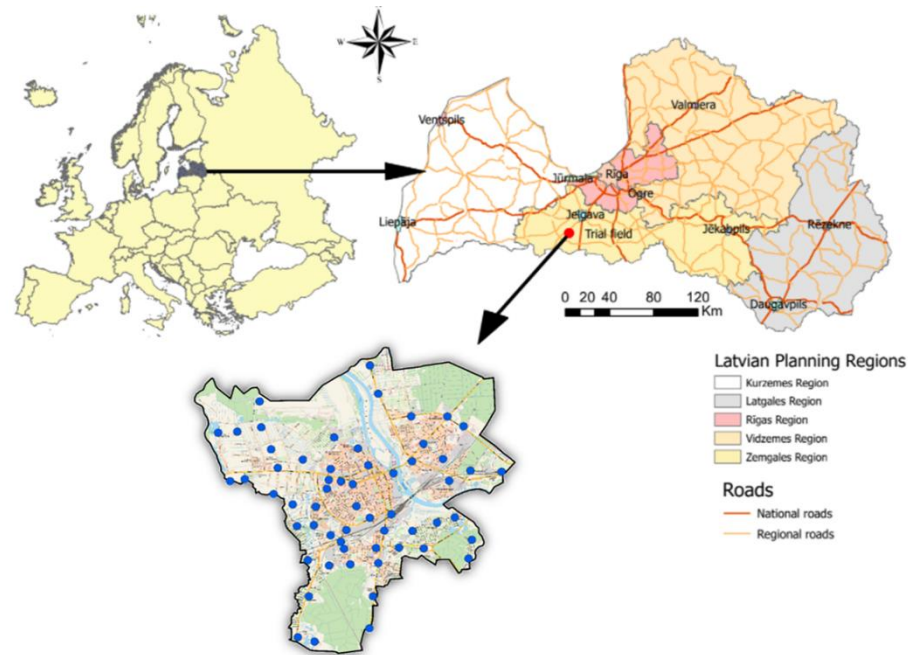 N
W
E
S
Valmiera
Ventspils
Rīga
Jūrmala
Ogre
Liepāja
Jelgava
Trial field
Jēkabpils
Rēzekne
Daugavpils
0 20 40 80 120
Km
Latvian Planning Regions
Kurzemes Region
Latgales Region
Rīgas Region
Vidzemes Region
Zemgales Region
Roads
National roads
Regional roads